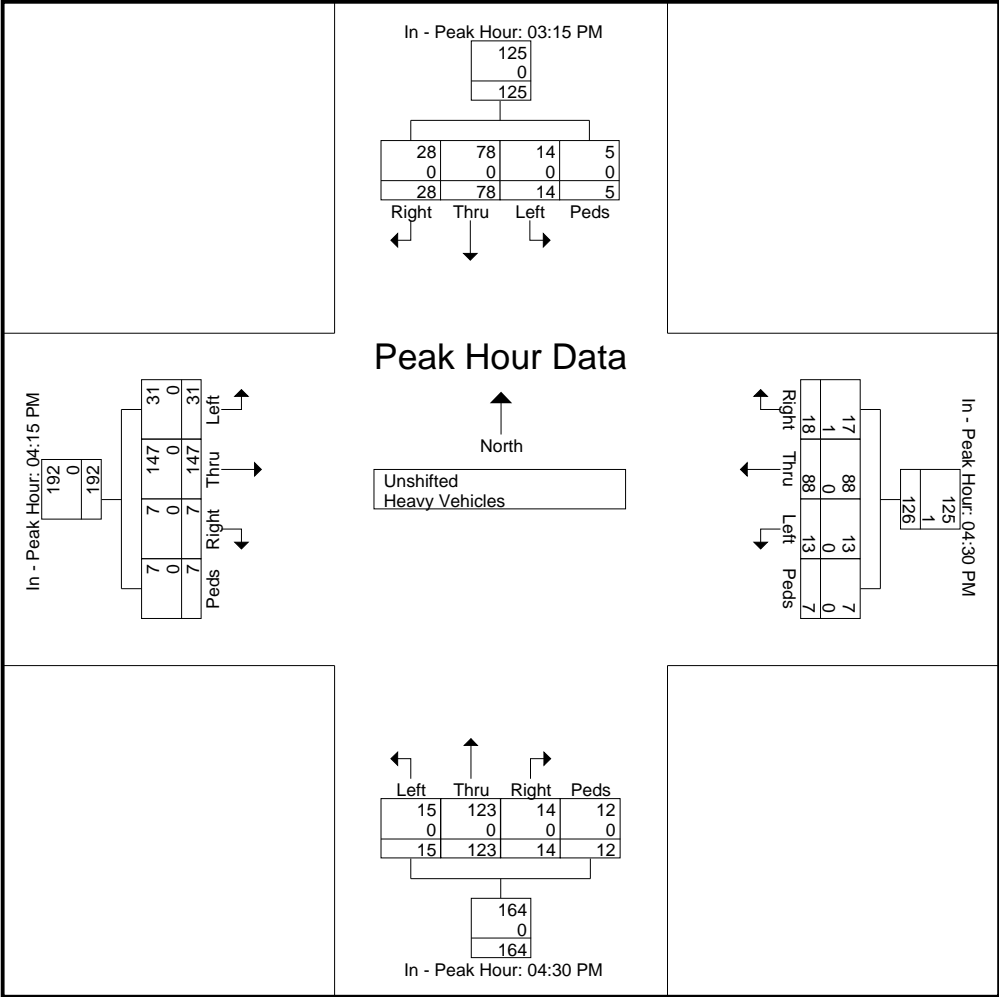 In - Peak Hour: 03:15 PM
125
0
125
28 78 14 5
0 0 0 0
28 78 14 5
Right Thru Left Peds
Peak Hour Data
North
Unshifted
Heavy Vehicles
In - Peak Hour: 04:15 PM
192
0
192
31 0 31 Left
147 0 147 Thru
7 0 7 Right
7 0 7 Peds
Right 18 1 17
Thru 88 0 88
Left 13 0 13
Peds 7 0 7
125
1
126
In - Peak Hour: 04:30 PM
Left Thru Right Peds
15 123 14 12
0 0 0 0
15 123 14 12
164
0
164
In - Peak Hour: 04:30 PM